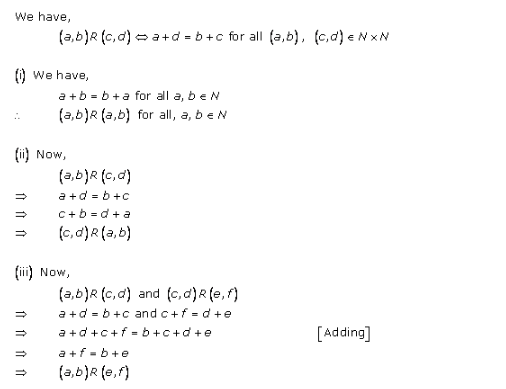 We have,
(a,b)R(c,d) ⇔ a+d = b+c for all (a,b), (c,d) ∈ N×N
(i) We have,
a+b = b+a for all a, b ∈ N
∴ (a,b)R(a,b) for all, a, b ∈ N
(ii) Now,
(a,b)R(c,d)
⇒ a+d = b+c
⇒ c+b = d+a
⇒ (c,d)R(a,b)
(iii) Now,
(a,b)R(c,d) and (c,d)R(e,f)
⇒ a+d = b+c and c+f = d+e
⇒ a+d+c+f = b+c+d+e [Adding]
⇒ a+f = b+e
⇒ (a,b)R(e,f)